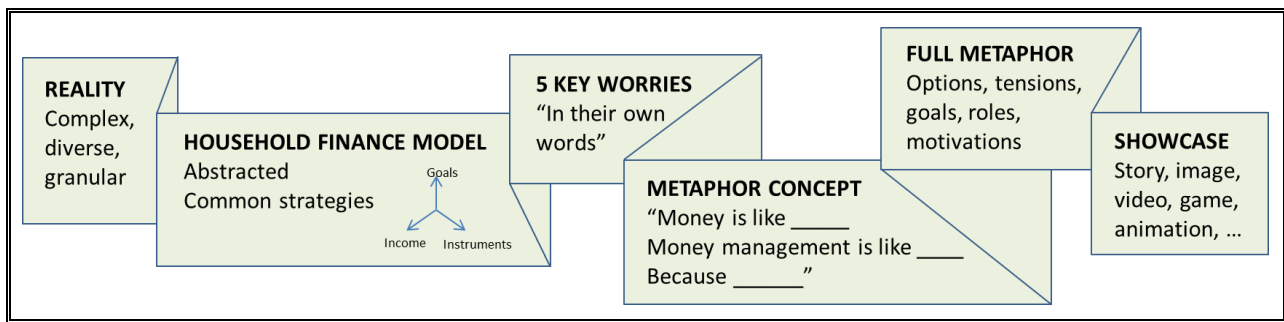 REALITY
Complex,
diverse,
granular
HOUSEHOLD FINANCE MODEL
Abstracted
Common strategies
Goals
Income
Instruments
5 KEY WORRIES
“In their own
words”
METAPHOR CONCEPT
“Money is like _____
Money management is like ____
Because ______”
FULL METAPHOR
Options, tensions,
goals, roles,
motivations
SHOWCASE
Story, image,
video, game,
animation, …